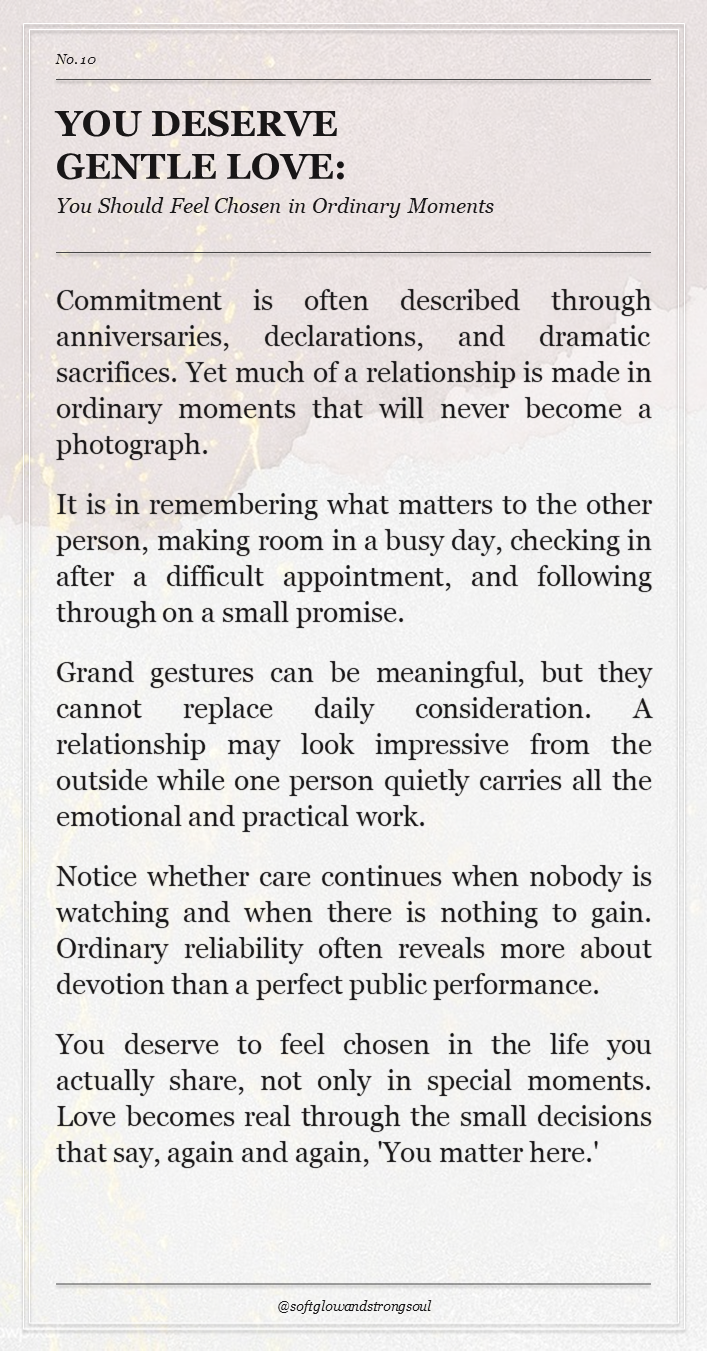 No.10
YOU DESERVE
GENTLE LOVE:
You Should Feel Chosen in Ordinary Moments
Commitment is often described through
anniversaries, declarations, and dramatic
sacrifices. Yet much of a relationship is made in
ordinary moments that will never become a
photograph.
It is in remembering what matters to the other
person, making room in a busy day, checking in
after a difficult appointment, and following
through on a small promise.
Grand gestures can be meaningful, but they
cannot replace daily consideration. A
relationship may look impressive from the
outside while one person quietly carries all the
emotional and practical work.
Notice whether care continues when nobody is
watching and when there is nothing to gain.
Ordinary reliability often reveals more about
devotion than a perfect public performance.
You deserve to feel chosen in the life you
actually share, not only in special moments.
Love becomes real through the small decisions
that say, again and again, 'You matter here.'
@softglowandstrongsoul